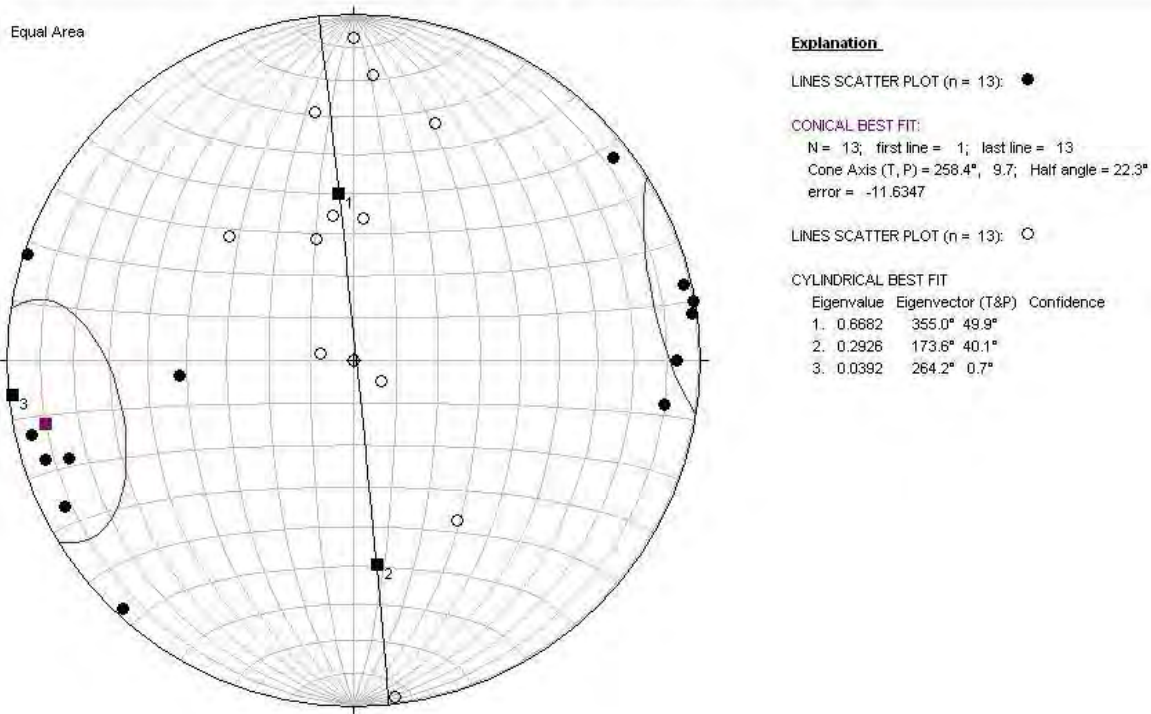 Equal Area
1
3
2
Explanation
LINES SCATTER PLOT (n = 13):
CONICAL BEST FIT:
N = 13; first line = 1; last line = 13
Cone Axis (T, P) = 258.4°, 9.7; Half angle = 22.3°
error = -11.6347
LINES SCATTER PLOT (n = 13):
CYLINDRICAL BEST FIT
Eigenvalue Eigenvector (T&P) Confidence
1. 0.6682 355.0° 49.9°
2. 0.2926 173.6° 40.1°
3. 0.0392 264.2° 0.7°